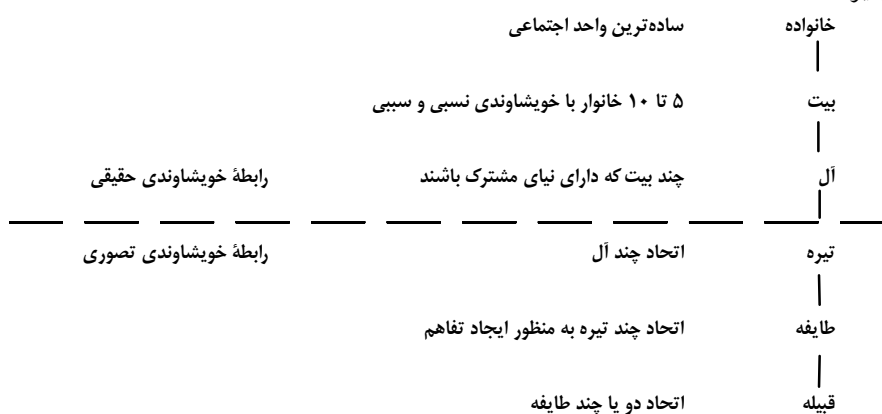 خانواده ساده‌ترین واحد اجتماعی
بیت ۵ تا ۱۰ خانوار با خویشاوندی نسبی و سببی
آل چند بیت که دارای نیای مشترک باشند رابطهٔ خویشاوندی حقیقی
تیره اتحاد چند آل رابطهٔ خویشاوندی تصوری
طایفه اتحاد چند تیره به منظور ایجاد تفاهم
قبیله اتحاد دو یا چند طایفه